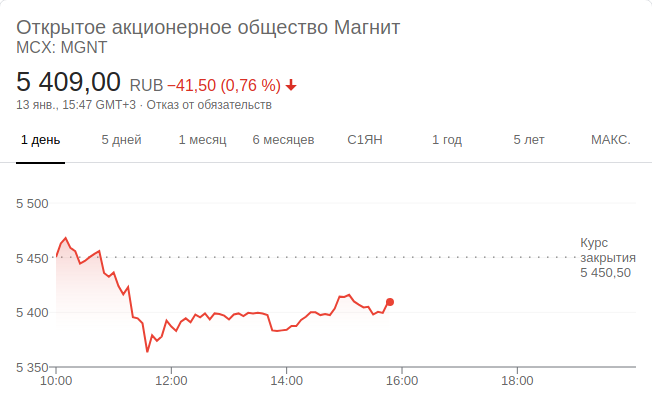 Открытое акционерное общество Магнит
MCX: MGNT
5 409,00 RUB −41,50 (0,76 %)
13 янв., 15:47 GMT+3 · Отказ от обязательств
1 день 5 дней 1 месяц 6 месяцев С1ЯН 1 год 5 лет МАКС.
5 500
Курс
5 450 закрытия
5 450,50
5 400
5 350
10:00 12:00 14:00 16:00 18:00